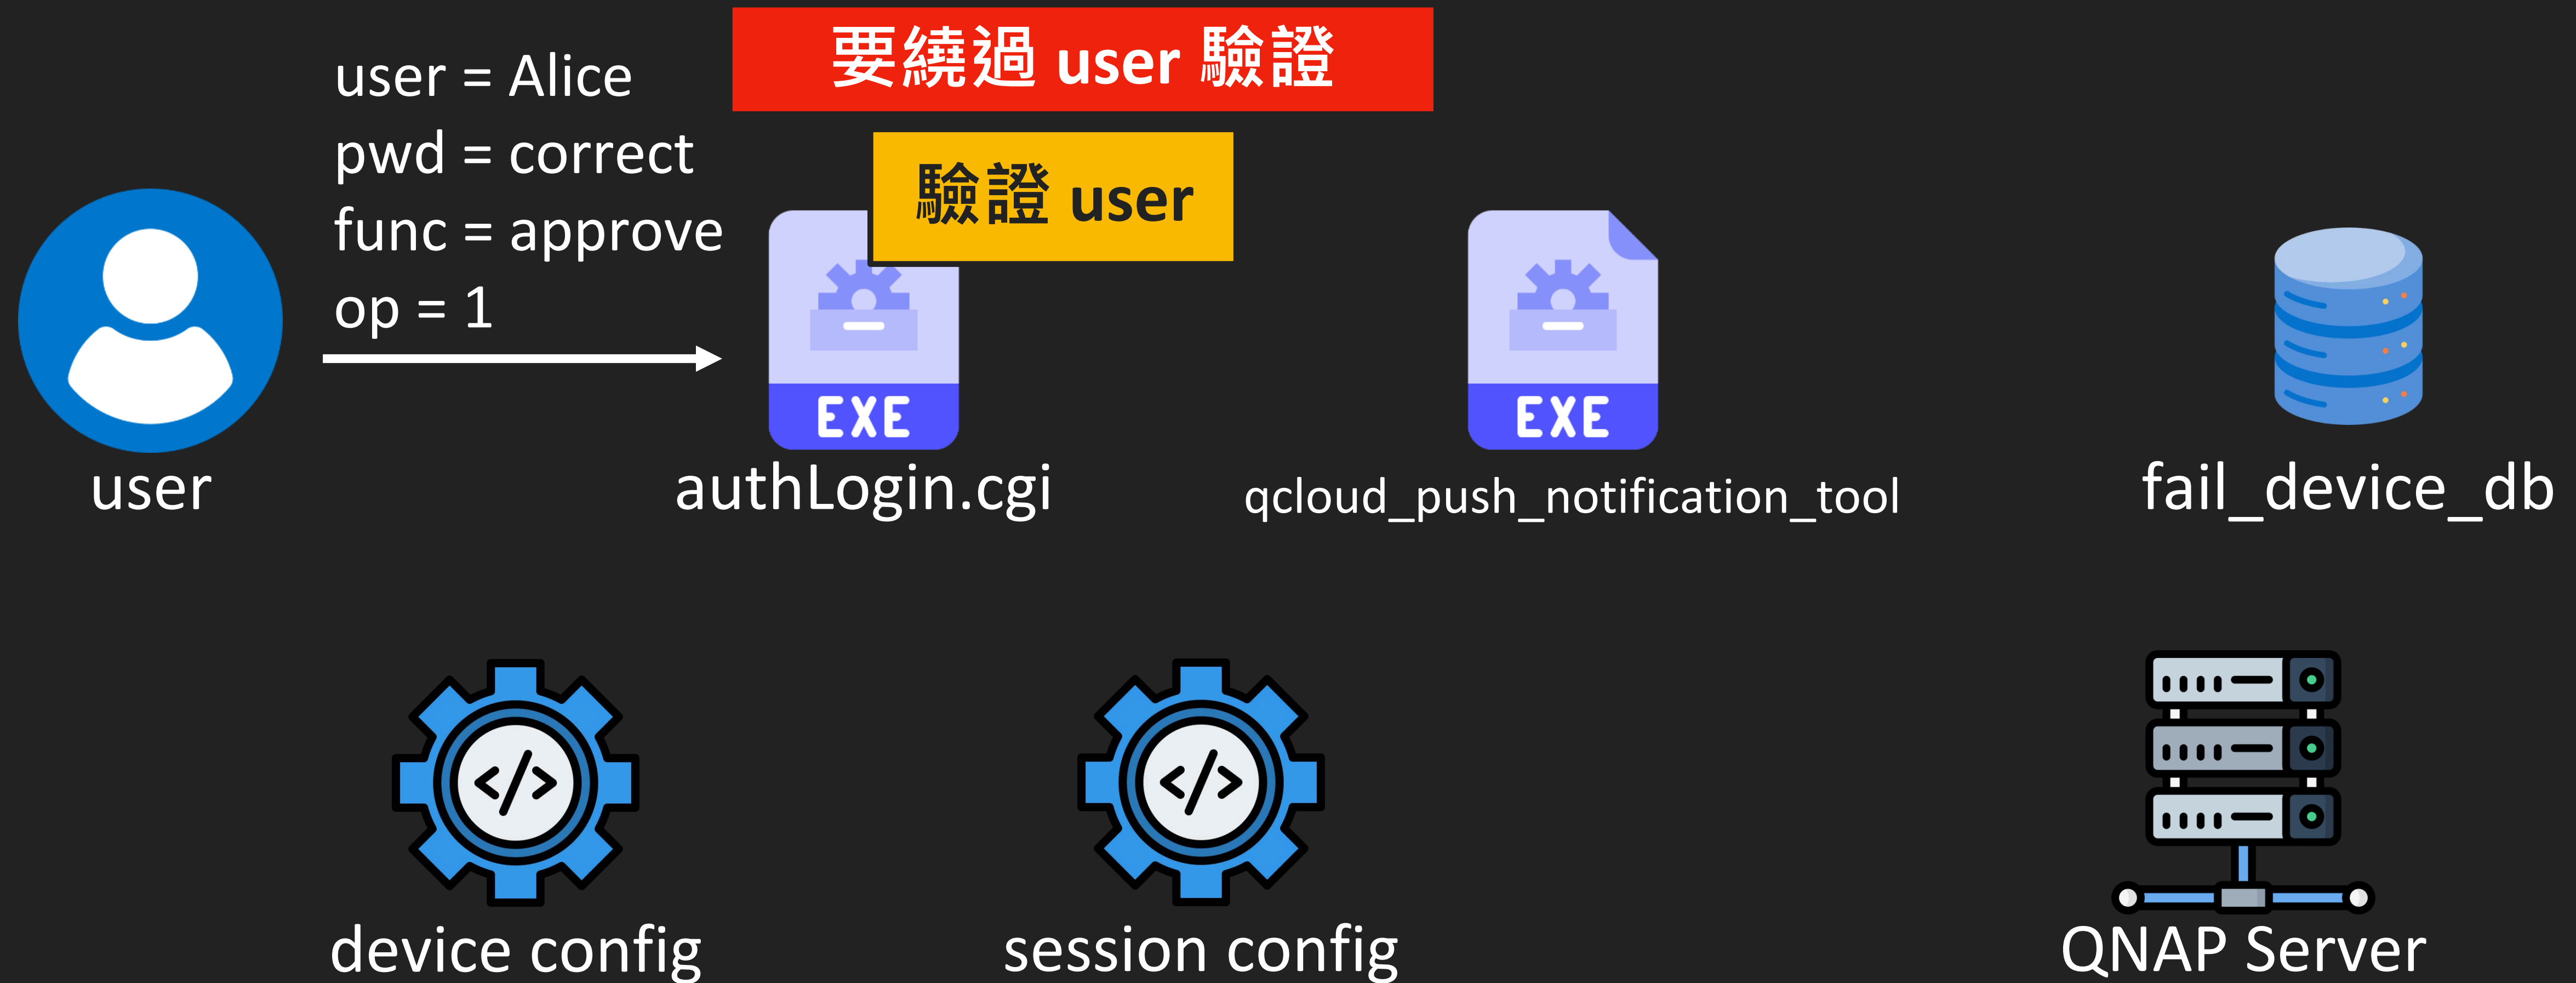 要繞過 user 驗證
user = Alice
pwd = correct
func = approve
op = 1
驗證 user
EXE
EXE
user
authLogin.cgi
qcloud_push_notification_tool
fail_device_db
device config
session config
QNAP Server